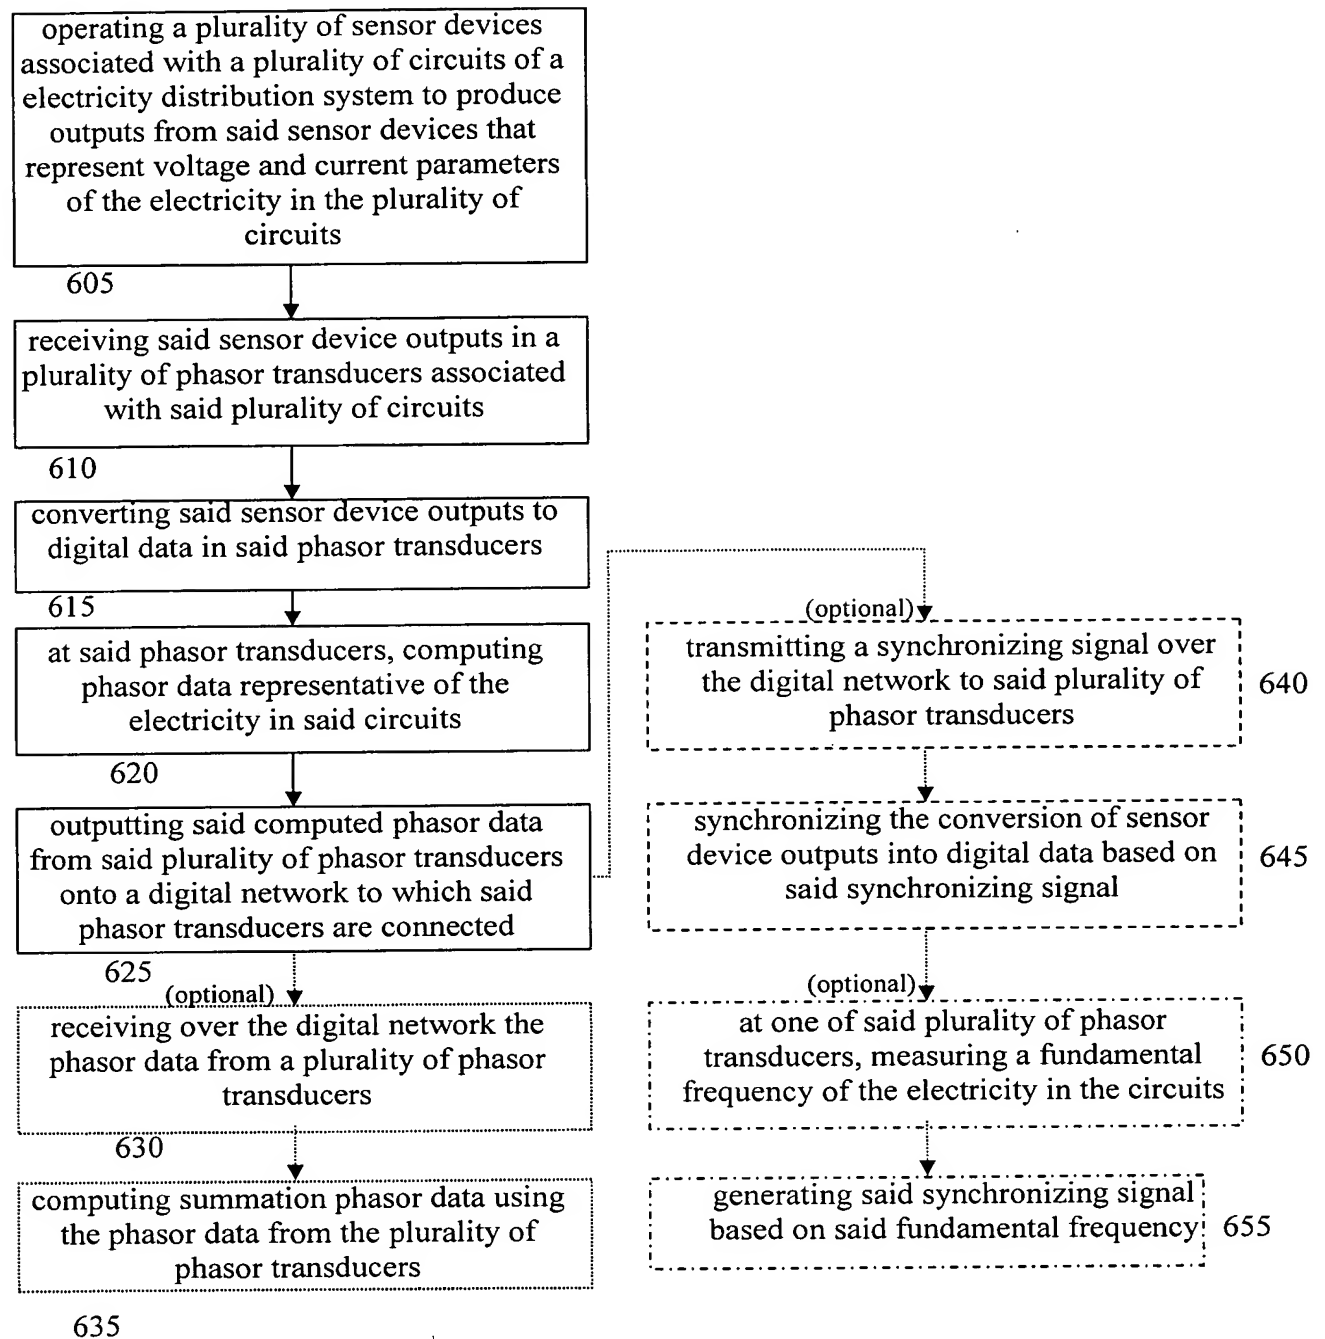 operating a plurality of sensor devices
associated with a plurality of circuits of a
electricity distribution system to produce
outputs from said sensor devices that
represent voltage and current parameters
of the electricity in the plurality of
circuits
605
receiving said sensor device outputs in a
plurality of phasor transducers associated
with said plurality of circuits
610
converting said sensor device outputs to
digital data in said phasor transducers
615
at said phasor transducers, computing
phasor data representative of the
electricity in said circuits
620
outputting said computed phasor data
from said plurality of phasor transducers
onto a digital network to which said
phasor transducers are connected
625
(optional)
receiving over the digital network the
phasor data from a plurality of phasor
transducers
630
computing summation phasor data using
the phasor data from the plurality of
phasor transducers
635
(optional)
transmitting a synchronizing signal over
the digital network to said plurality of
phasor transducers
640
synchronizing the conversion of sensor
device outputs into digital data based on
said synchronizing signal
645
(optional)
at one of said plurality of phasor
transducers, measuring a fundamental
frequency of the electricity in the circuits
650
generating said synchronizing signal
based on said fundamental frequency
655